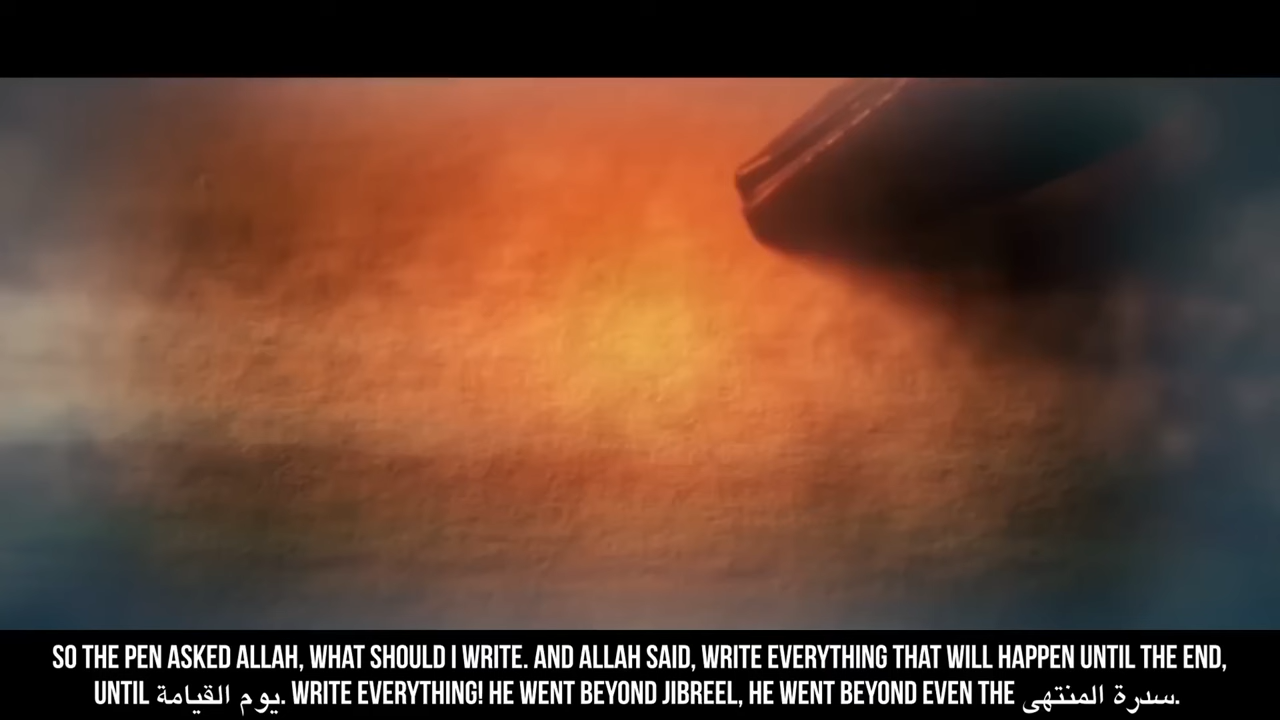 SO THE PEN ASKED ALLAH, WHAT SHOULD I WRITE. AND ALLAH SAID, WRITE EVERYTHING THAT WILL HAPPEN UNTIL THE END,
UNTIL يوم القيامة. WRITE EVERYTHING! HE WENT BEYOND JIBREEL, HE WENT BEYOND EVEN THE سدرة المنتهى.